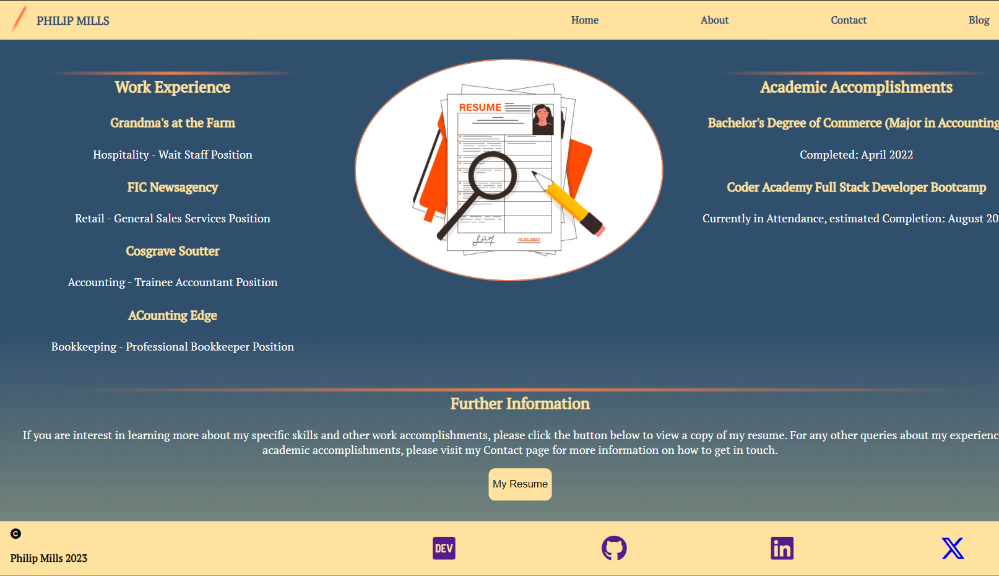 PHILIP MILLS
Home
About
Contact
Blog
Work Experience
Grandma's at the Farm
Hospitality - Wait Staff Position
FIC Newsagency
Retail - General Sales Services Position
Cosgrave Soutter
Accounting - Trainee Accountant Position
ACounting Edge
Bookkeeping - Professional Bookkeeper Position
RESUME
10.03.2022
Academic Accomplishments
Bachelor's Degree of Commerce (Major in Accounting
Completed: April 2022
Coder Academy Full Stack Developer Bootcamp
Currently in Attendance, estimated Completion: August 20
Further Information
If you are interest in learning more about my specific skills and other work accomplishments, please click the button below to view a copy of my resume. For any other queries about my experienc
academic accomplishments, please visit my Contact page for more information on how to get in touch.
My Resume
©
Philip Mills 2023
DEV
in
X